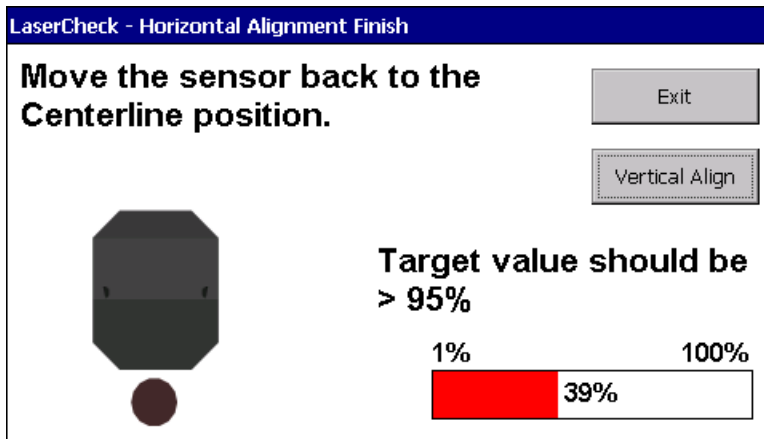 LaserCheck - Horizontal Alignment Finish
Move the sensor back to the
Centerline position.
Exit
Vertical Align
Target value should be
> 95%
1% 100%
39%